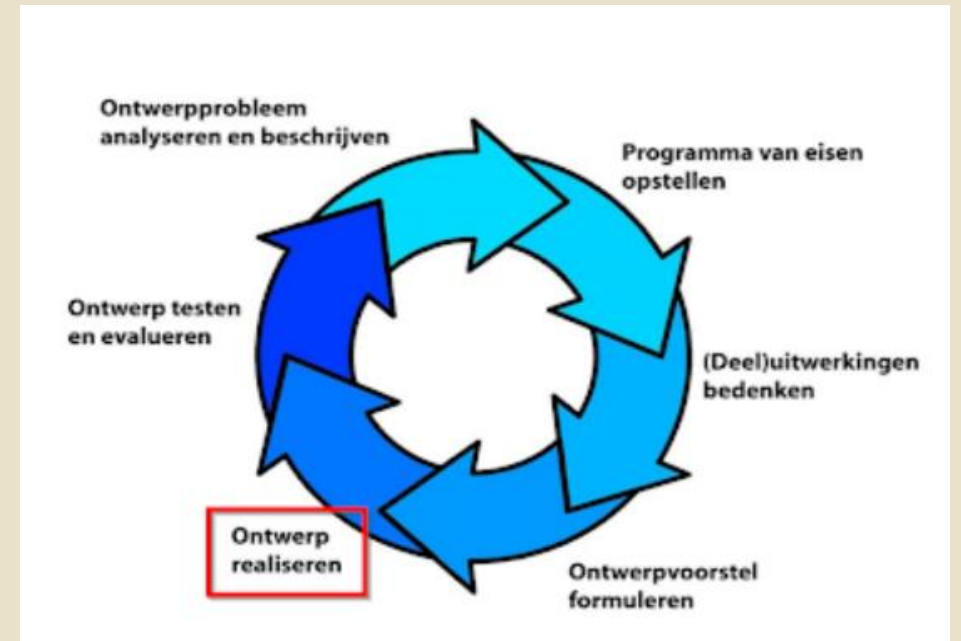 Ontwerpprobleem
analyseren en beschrijven
Programma van eisen
opstellen
(Deel)uitwerkingen
bedenken
Ontwerpvoorstel
formuleren
Ontwerp
realiseren
Ontwerp testen
en evalueren